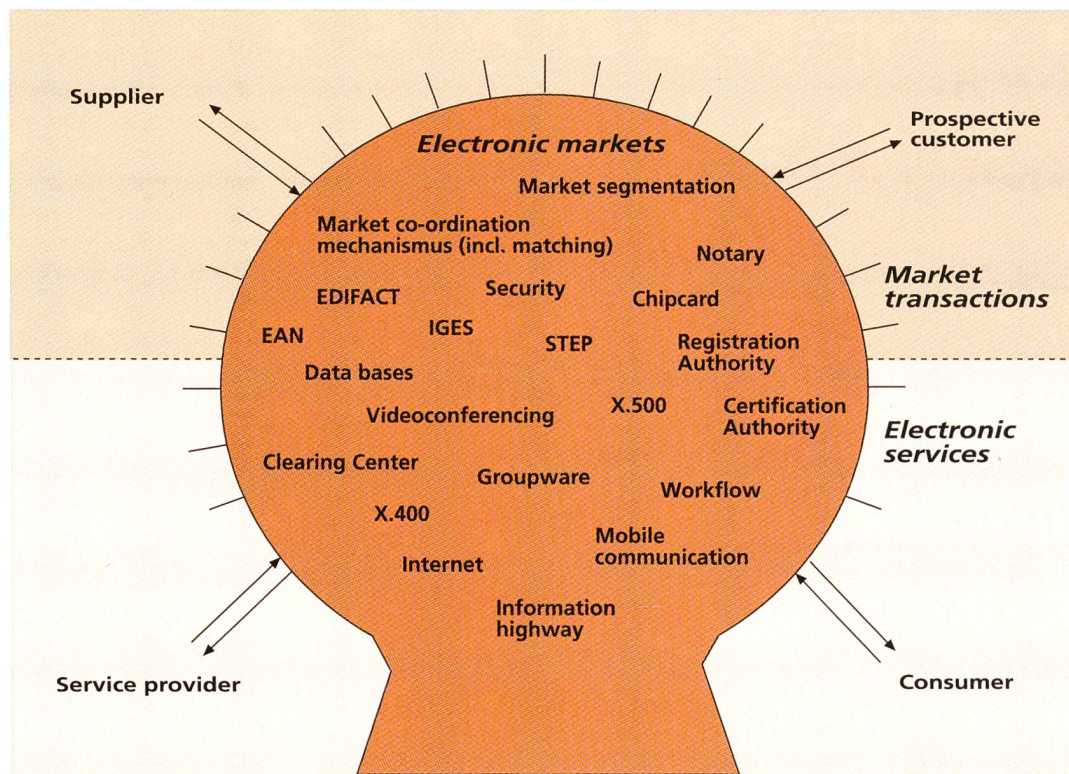 Supplier
Prospective
customer
Electronic markets
Market segmentation
Market co-ordination
mechanismus (incl. matching)
Notary
Security
Chipcard
EDIFACT
Market
transactions
IGES
EAN
STEP
Registration
Authority
Data bases
X.500
Certification
Authority
Videoconferencing
Electronic
services
Clearing Center
Groupware
Workflow
X.400
Mobile
communication
Internet
Information
highway
Service provider
Consumer